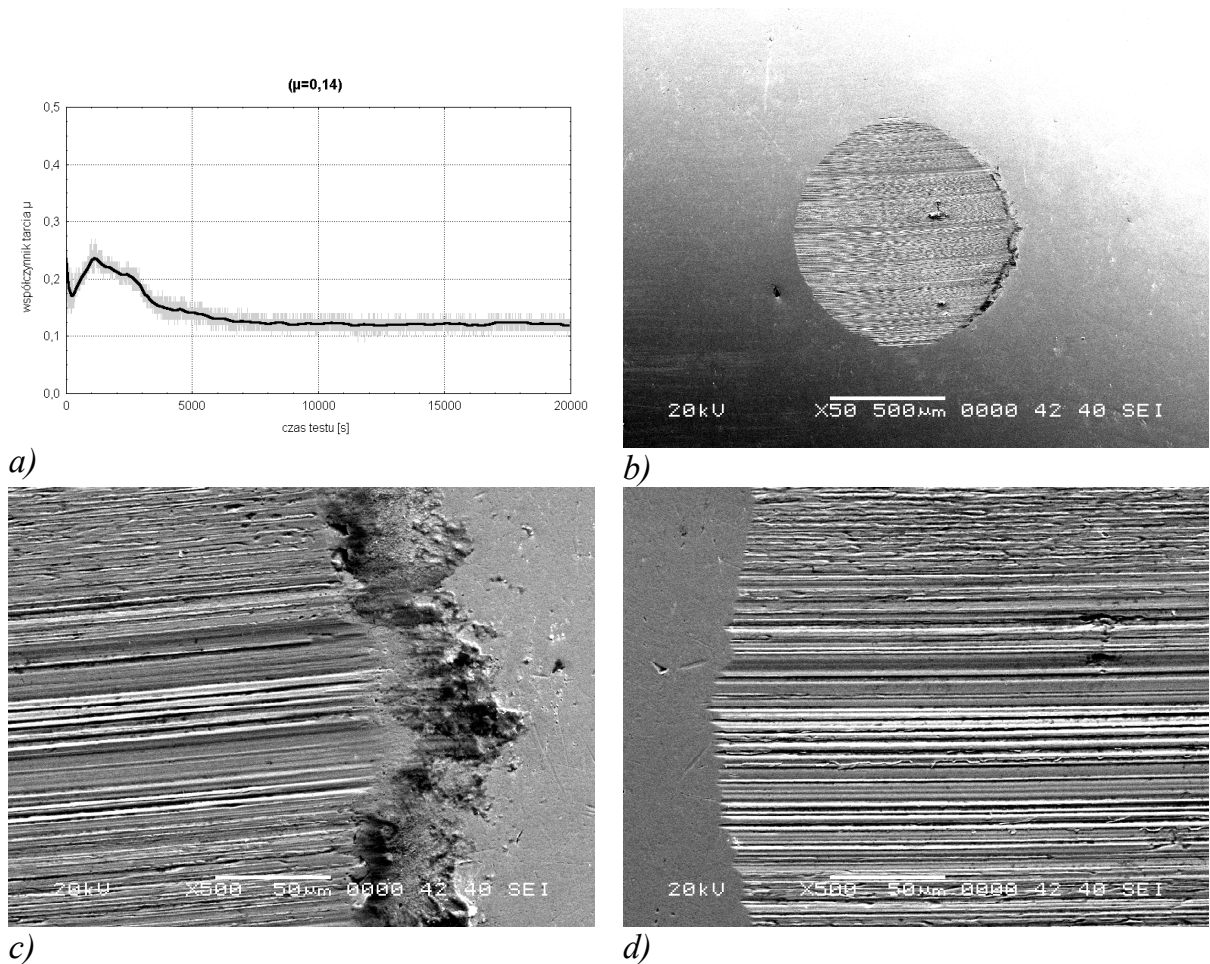 (µ=0,14)
0,5
0,4
0,3
0,2
0,1
0,0
współczynnik tarcia µ
0 5000 10000 15000 20000
czas testu [s]
a)
20kV X50 500µm 0000 42 40 SEI
b)
20kV X500 50µm 0000 42 40 SEI
c)
20kV X500 50µm 0000 42 40 SEI
d)